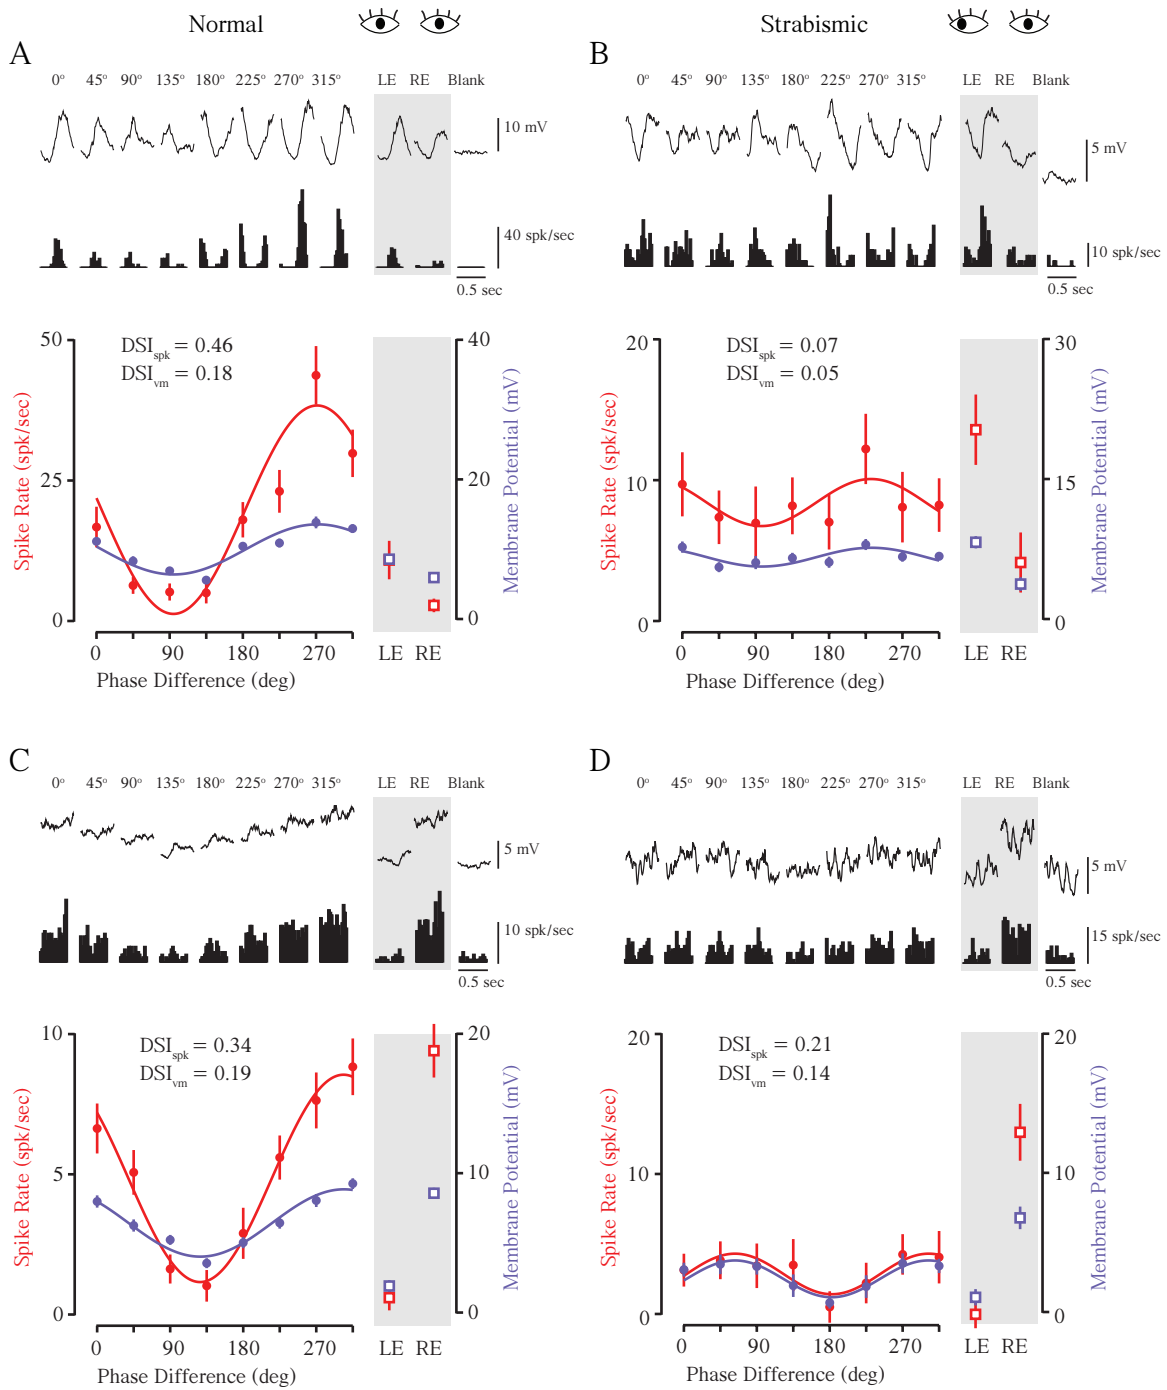 Normal
Strabismic
A
0° 45° 90° 135° 180° 225° 270° 315° LE RE Blank
10 mV
40 spk/sec
0.5 sec
50
25
0
Spike Rate (spk/sec)
DSIspk = 0.46
DSIvm = 0.18
40
20
0
Membrane Potential (mV)
0 90 180 270 LE RE
Phase Difference (deg)
B
0° 45° 90° 135° 180° 225° 270° 315° LE RE Blank
5 mV
10 spk/sec
0.5 sec
20
10
0
Spike Rate (spk/sec)
DSIspk = 0.07
DSIvm = 0.05
30
15
0
Membrane Potential (mV)
0 90 180 270 LE RE
Phase Difference (deg)
C
0° 45° 90° 135° 180° 225° 270° 315° LE RE Blank
5 mV
10 spk/sec
0.5 sec
10
5
0
Spike Rate (spk/sec)
DSIspk = 0.34
DSIvm = 0.19
20
10
0
Membrane Potential (mV)
0 90 180 270 LE RE
Phase Difference (deg)
D
0° 45° 90° 135° 180° 225° 270° 315° LE RE Blank
5 mV
15 spk/sec
0.5 sec
20
10
0
Spike Rate (spk/sec)
DSIspk = 0.21
DSIvm = 0.14
20
10
0
Membrane Potential (mV)
0 90 180 270 LE RE
Phase Difference (deg)